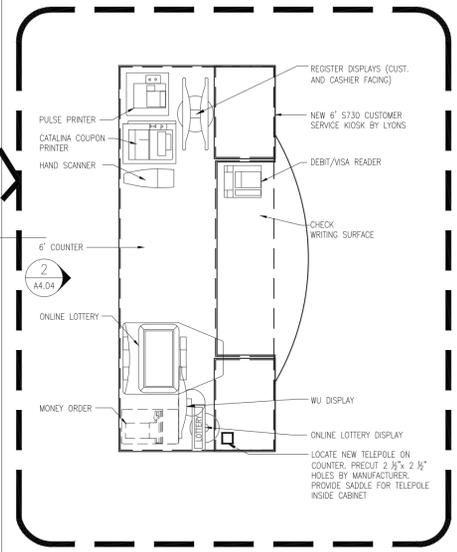 REGISTER DISPLAYS (CUST.
AND CASHIER FACING)
PULSE PRINTER
NEW 6' S730 CUSTOMER
SERVICE KIOSK BY LYONS
CATALINA COUPON
PRINTER
HAND SCANNER
DEBIT/VISA READER
CHECK
WRITING SURFACE
6' COUNTER
2
A4.04
ONLINE LOTTERY
MONEY ORDER
WU DISPLAY
LOTTERY
ONLINE LOTTERY DISPLAY
LOCATE NEW TELEPOLE ON
COUNTER. PRECUT 2 ½"x 2 ½"
HOLES BY MANUFACTURER.
PROVIDE SADDLE FOR TELEPOLE
INSIDE CABINET